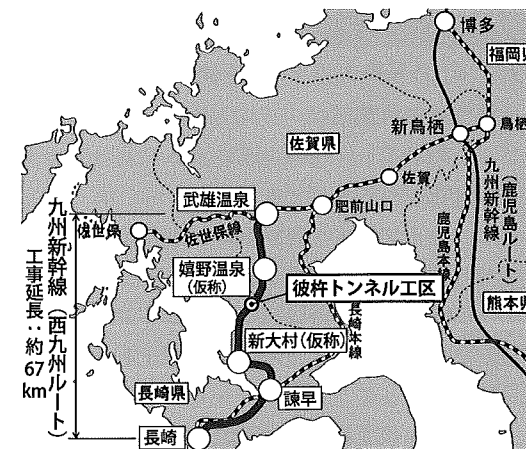 博多
福岡県
新鳥栖
鳥栖
佐賀県
佐賀
肥前山口
武雄温泉
佐世保
佐世保線
嬉野温泉
(仮称)
彼杵トンネル工区
新大村(仮称)
長崎本線
鹿児島本線
九州新幹線
(鹿児島ルート)
熊本県
長崎県
諫早
長崎
九州新幹線(西九州ルート)
工事延長:約67km